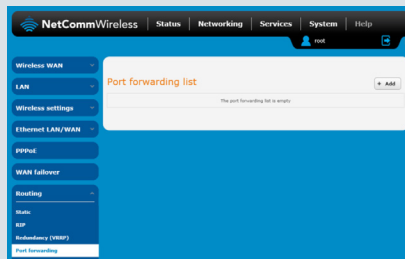 NetCommWireless
Status
Networking
Services
System
Help
root
Wireless WAN
LAN
Wireless settings
Ethernet LAN/WAN
PPPoE
WAN failover
Routing
Static
RIP
Redundancy (VRRP)
Port forwarding
Port forwarding list
+ Add
The port forwarding list is empty